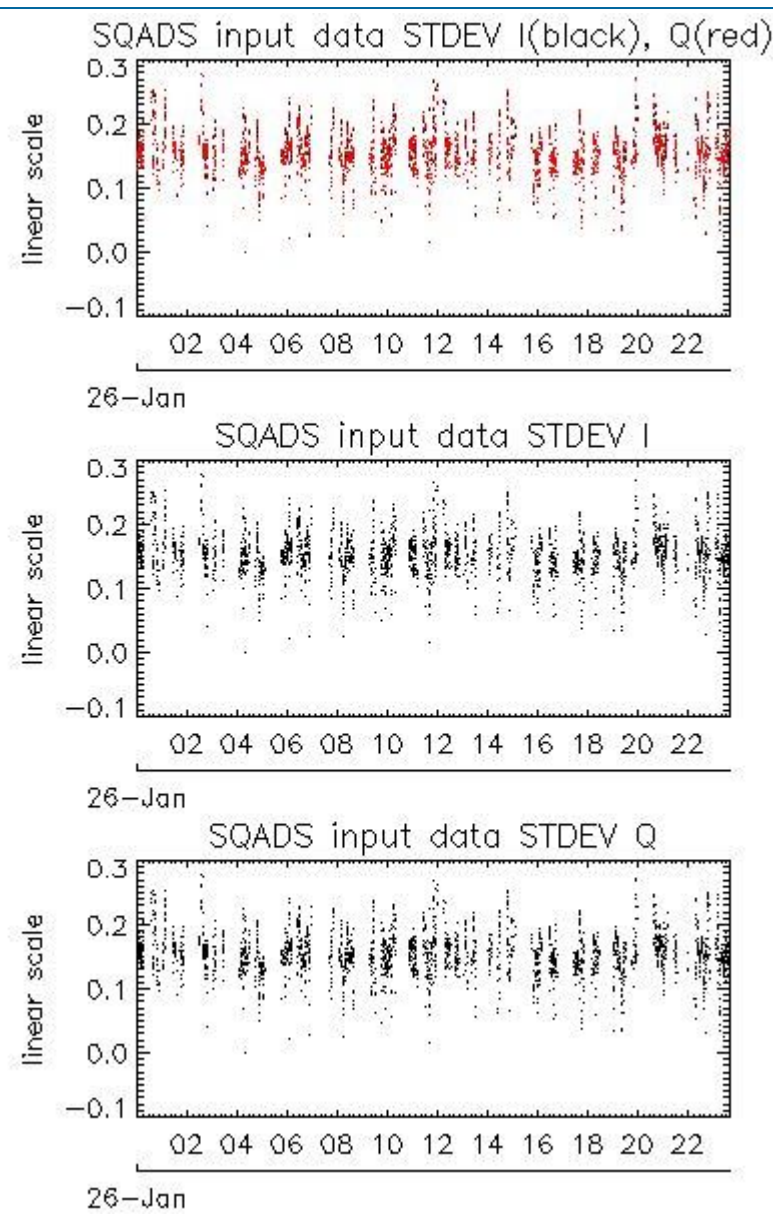 SQADS input data STDEV I(black), Q(red)
0.3
0.2
0.1
0.0
-0.1
linear scale
02 04 06 08 10 12 14 16 18 20 22
26-Jan
SQADS input data STDEV I
0.3
0.2
0.1
0.0
-0.1
linear scale
02 04 06 08 10 12 14 16 18 20 22
26-Jan
SQADS input data STDEV Q
0.3
0.2
0.1
0.0
-0.1
linear scale
02 04 06 08 10 12 14 16 18 20 22
26-Jan